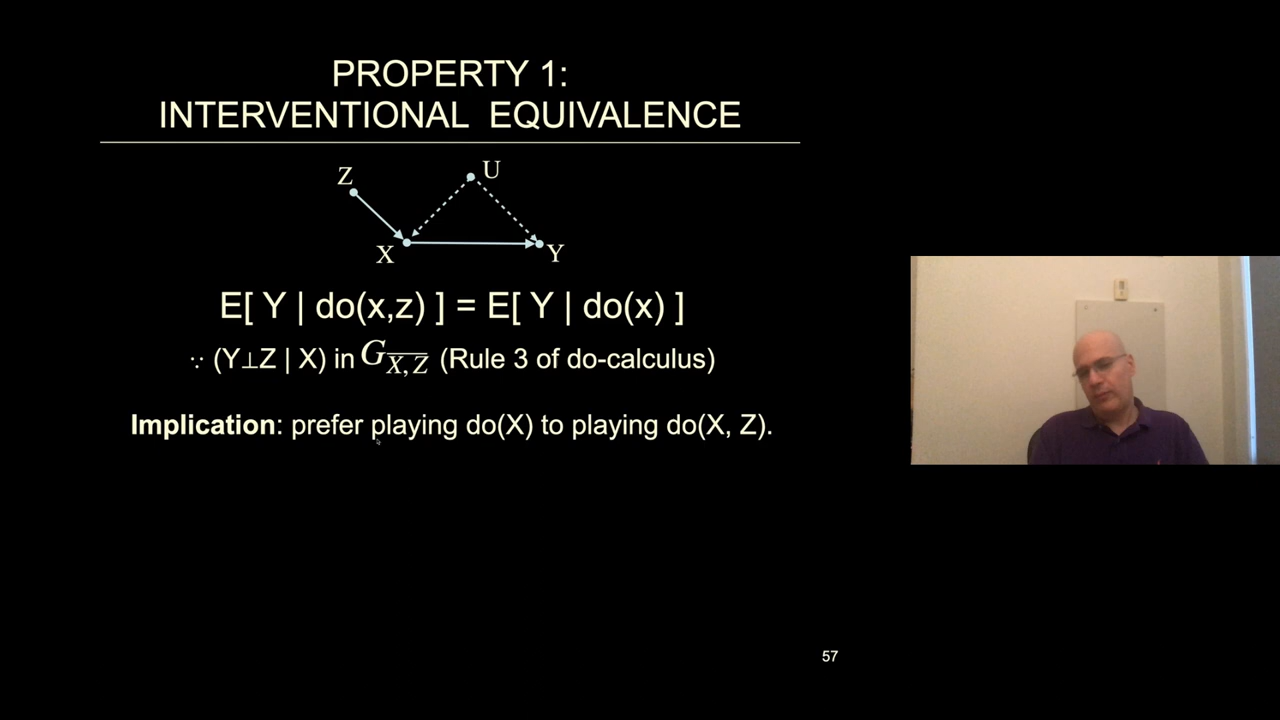 PROPERTY 1:
INTERVENTIONAL EQUIVALENCE
Z
U
X
Y
E[ Y | do(x,z) ] = E[ Y | do(x) ]
∵ (Y⊥Z | X) in G_{\overline{X, Z}} (Rule 3 of do-calculus)
Implication: prefer playing do(X) to playing do(X, Z).
57